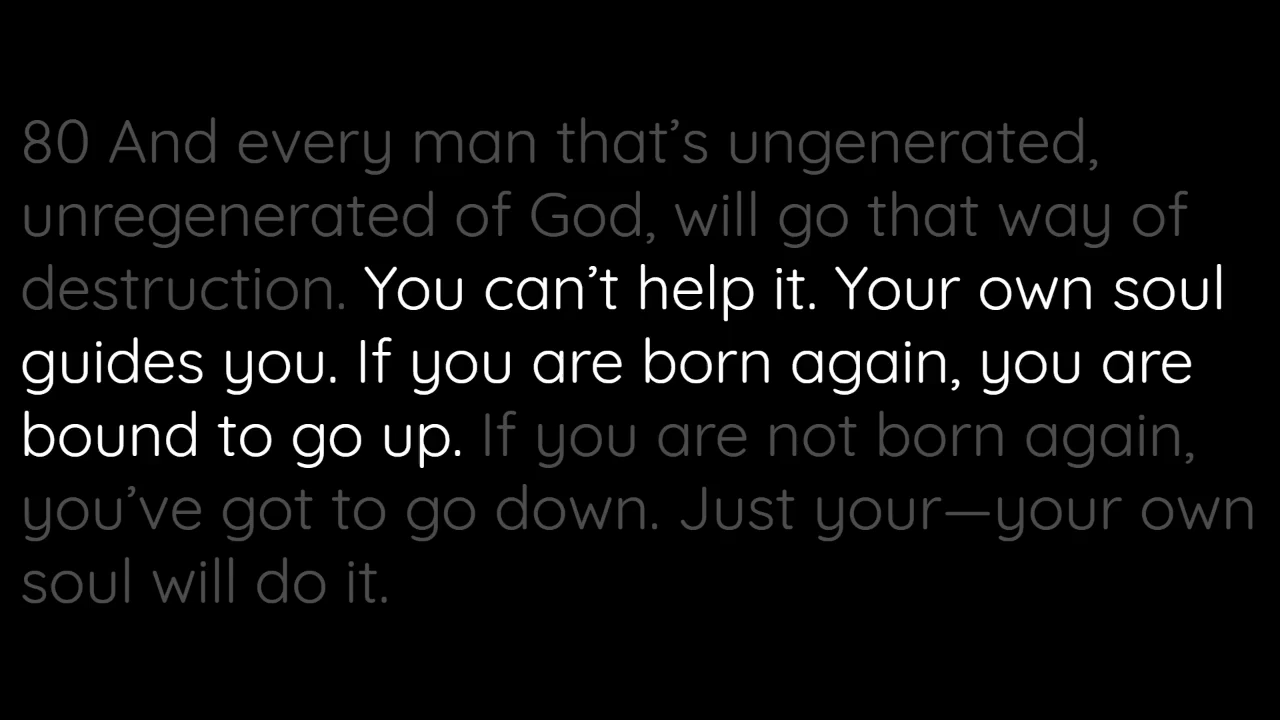 80 And every man that’s ungenerated,
unregenerated of God, will go that way of
destruction. You can’t help it. Your own soul
guides you. If you are born again, you are
bound to go up. If you are not born again,
you’ve got to go down. Just your—your own
soul will do it.